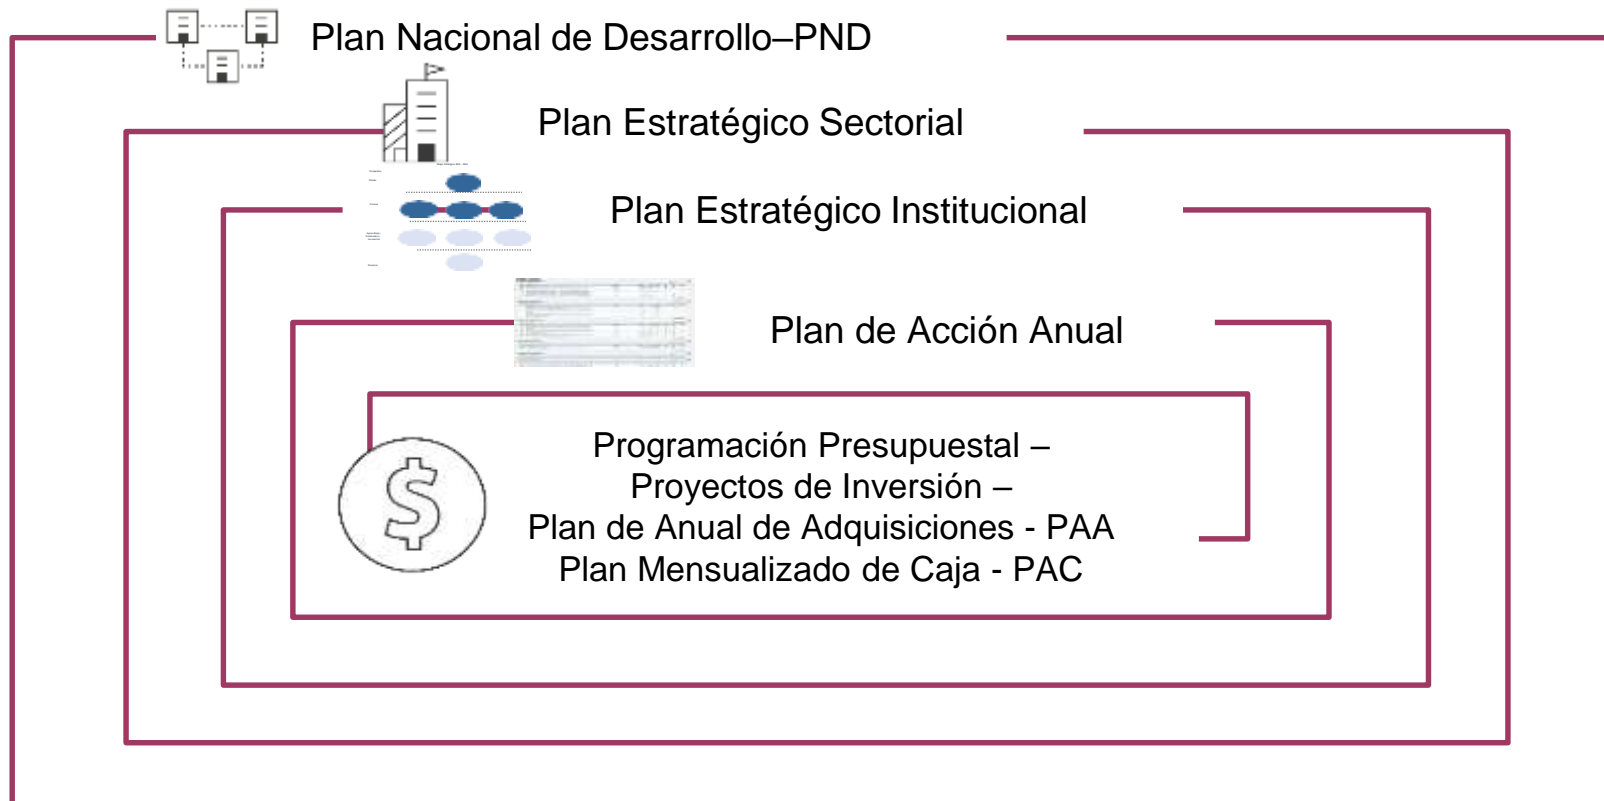 Plan Nacional de Desarrollo–PND
Plan Estratégico Sectorial
Plan Estratégico Institucional
Plan de Acción Anual
Programación Presupuestal –
Proyectos de Inversión –
Plan de Anual de Adquisiciones - PAA
Plan Mensualizado de Caja - PAC